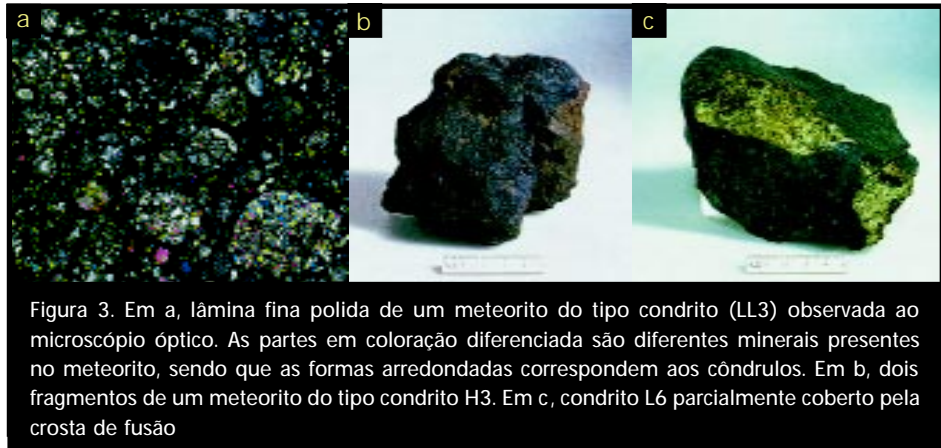 a
b
c
Figura 3. Em a, lâmina fina polida de um meteorito do tipo condrito (LL3) observada ao
microscópio óptico. As partes em coloração diferenciada são diferentes minerais presentes
no meteorito, sendo que as formas arredondadas correspondem aos côndrulos. Em b, dois
fragmentos de um meteorito do tipo condrito H3. Em c, condrito L6 parcialmente coberto pela
crosta de fusão